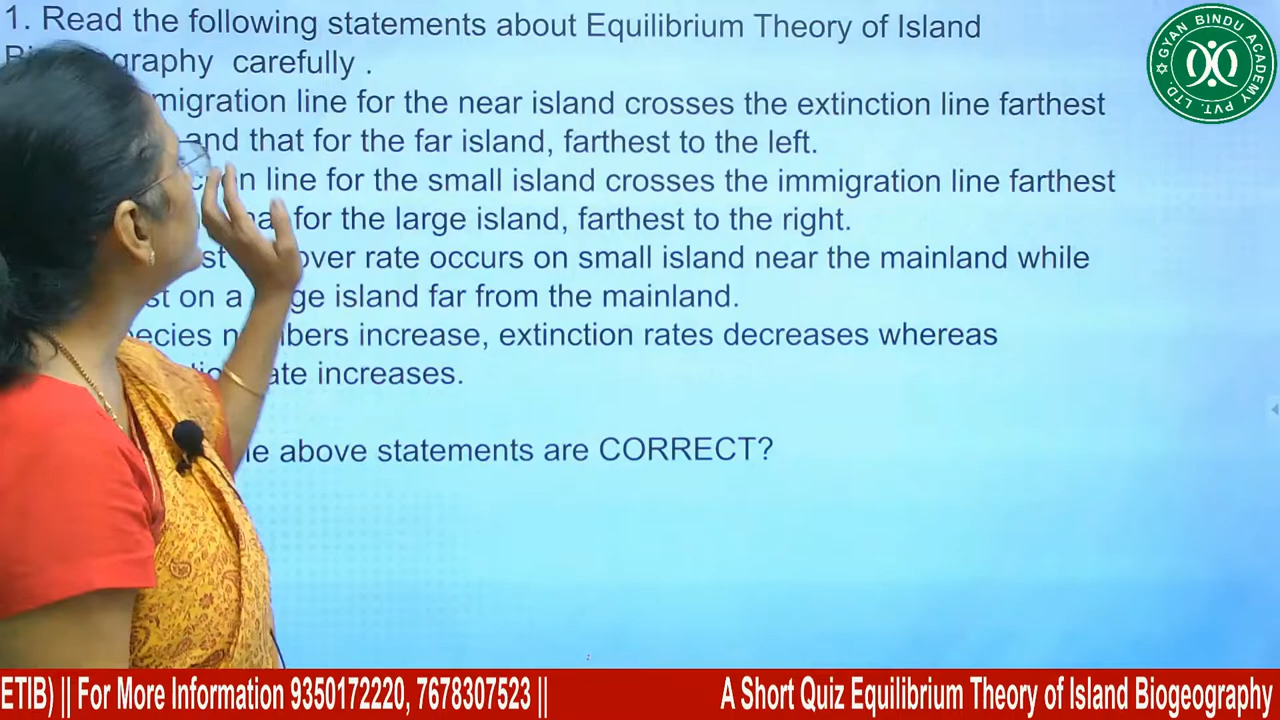 1. Read the following statements about Equilibrium Theory of Island
graphy carefully .
migration line for the near island crosses the extinction line farthest
and that for the far island, farthest to the left.
n line for the small island crosses the immigration line farthest
for the large island, farthest to the right.
over rate occurs on small island near the mainland while
st on a ge island far from the mainland.
ecies n bers increase, extinction rates decreases whereas
ate increases.
e above statements are CORRECT?
GYAN BINDU ACADEMY PVT. LTD.
ETIB) || For More Information 9350172220, 7678307523 ||
A Short Quiz Equilibrium Theory of Island Biogeography